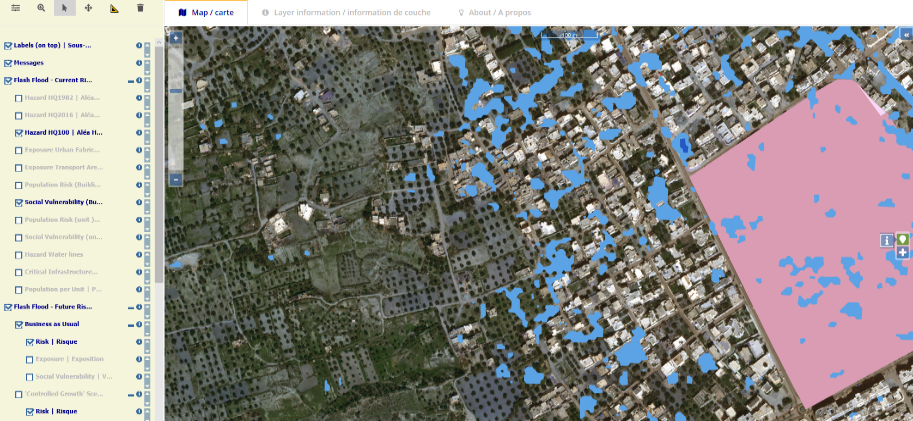 Map / carte
Layer information / information de couche
About / A propos
Labels (on top) | Sous-...
Messages
Flash Flood - Current Ri...
Hazard HQ1982 | Aléa...
Hazard HQ2016 | Aléa...
Hazard HQ100 | Aléa H...
Exposure Urban Fabric...
Exposure Transport Are...
Population Risk (Buildi...
Social Vulnerability (Bu...
Population Risk (unit )...
Social Vulnerability (un...
Hazard Water lines
Critical Infrastructure...
Population per Unit | P...
Flash Flood - Future Ris...
Business as Usual
Risk | Risque
Exposure | Exposition
Social Vulnerability | V...
'Controlled Growth' Sce...
Risk | Risque
100 m